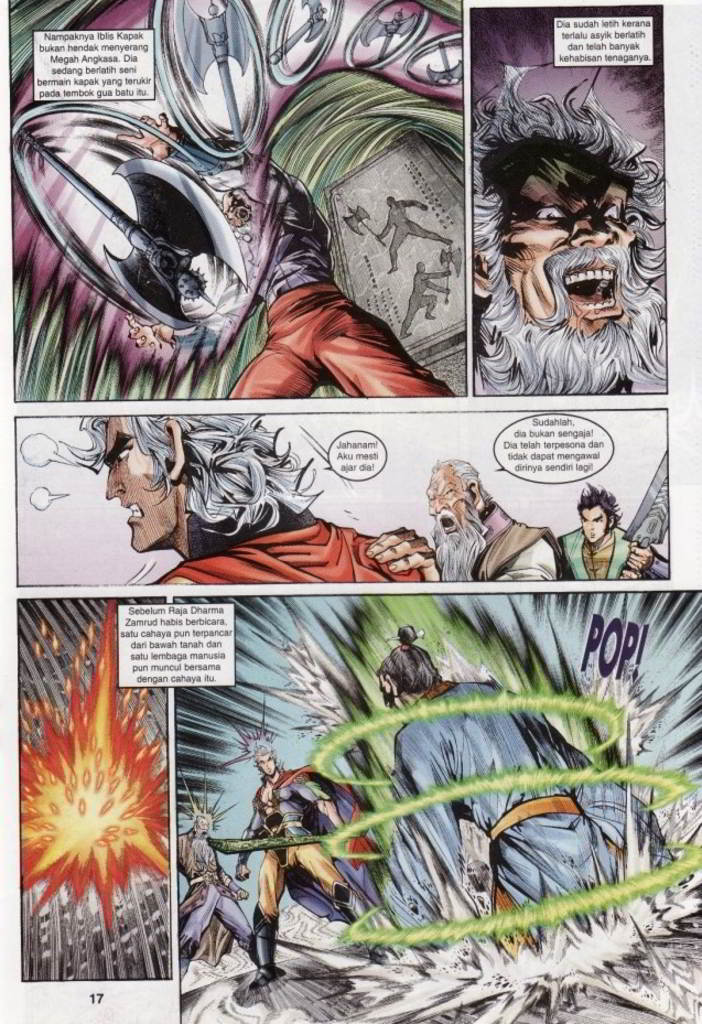 Nampaknya Iblis Kapak
bukan hendak menyerang
Megah Angkasa. Dia
sedang berlatih seni
bermain kapak yang terukir
pada tembok gua batu itu.
Dia sudah letih kerana
terlalu asyik berlatih
dan telah banyak
kehabisan tenaganya.
Jahanam!
Aku mesti
ajar dia!
Sudahlah,
dia bukan sengaja!
Dia telah terpesona dan
tidak dapat mengawal
dirinya sendiri lagi!
Sebelum Raja Dharma
Zamrud habis berbicara,
satu cahaya pun terpancar
dari bawah tanah dan
satu lembaga manusia
pun muncul bersama
dengan cahaya itu.
POP!
17